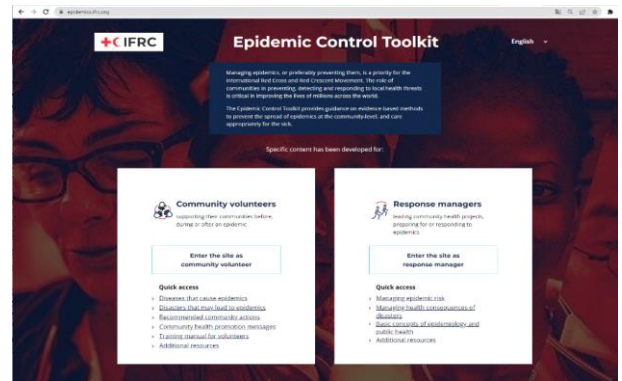 epidemics.ifrc.org
IFRC
Epidemic Control Toolkit
English
Managing epidemics, or preferably preventing them, is a priority for the
International Red Cross and Red Crescent Movement. The role of
communities in preventing, detecting and responding to local health threats
is critical in improving the lives of millions across the world.
The Epidemic Control Toolkit provides guidance on evidence-based methods
to prevent the spread of epidemics at the community-level, and care
appropriately for the sick.
Specific content has been developed for:
Community volunteers
supporting their communities before,
during or after an epidemic
Enter the site as
community volunteer
Quick access
Diseases that cause epidemics
Disasters that may lead to epidemics
Recommended community actions
Community health promotion messages
Training manual for volunteers
Additional resources
Response managers
leading community health projects,
preparing for or responding to
epidemics
Enter the site as
response manager
Quick access
Managing epidemic risk
Managing health consequences of
disasters
Basic concepts of epidemiology and
public health
Additional resources